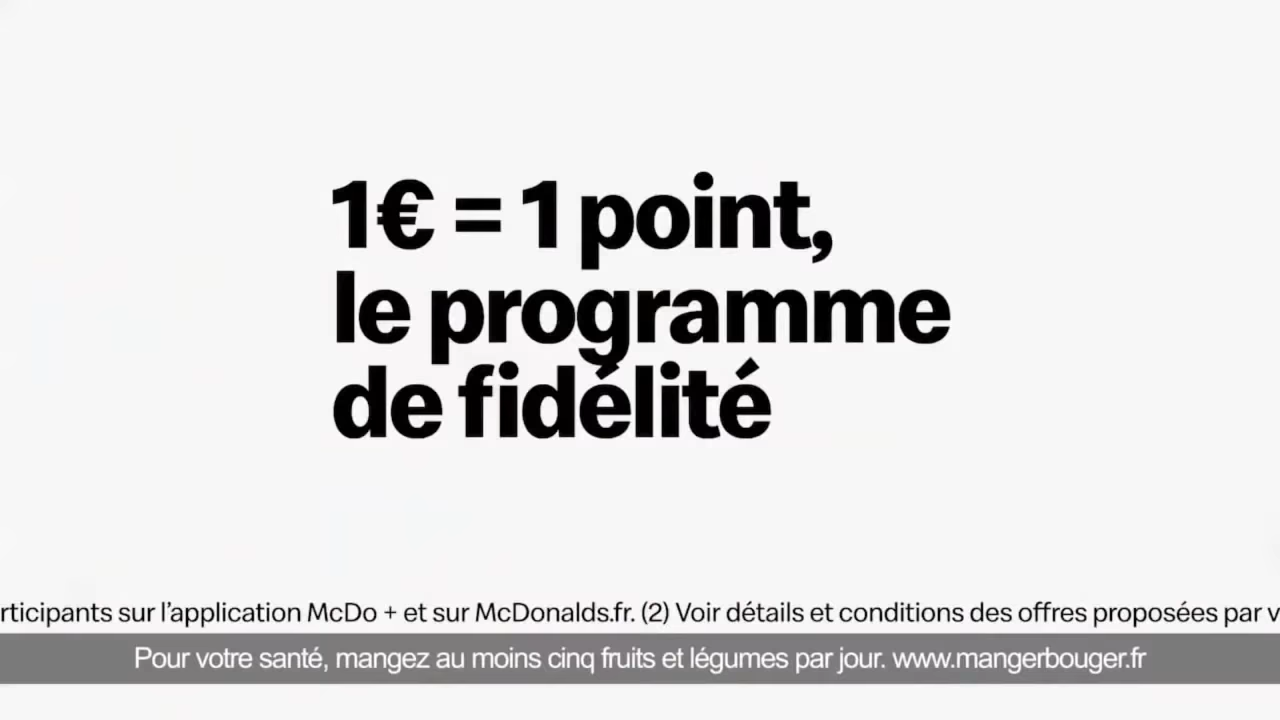 1€ = 1 point,
le programme
de fidélité
rticipants sur l'application McDo + et sur McDonalds.fr. (2) Voir détails et conditions des offres proposées par v
Pour votre santé, mangez au moins cinq fruits et légumes par jour. www.mangerbouger.fr